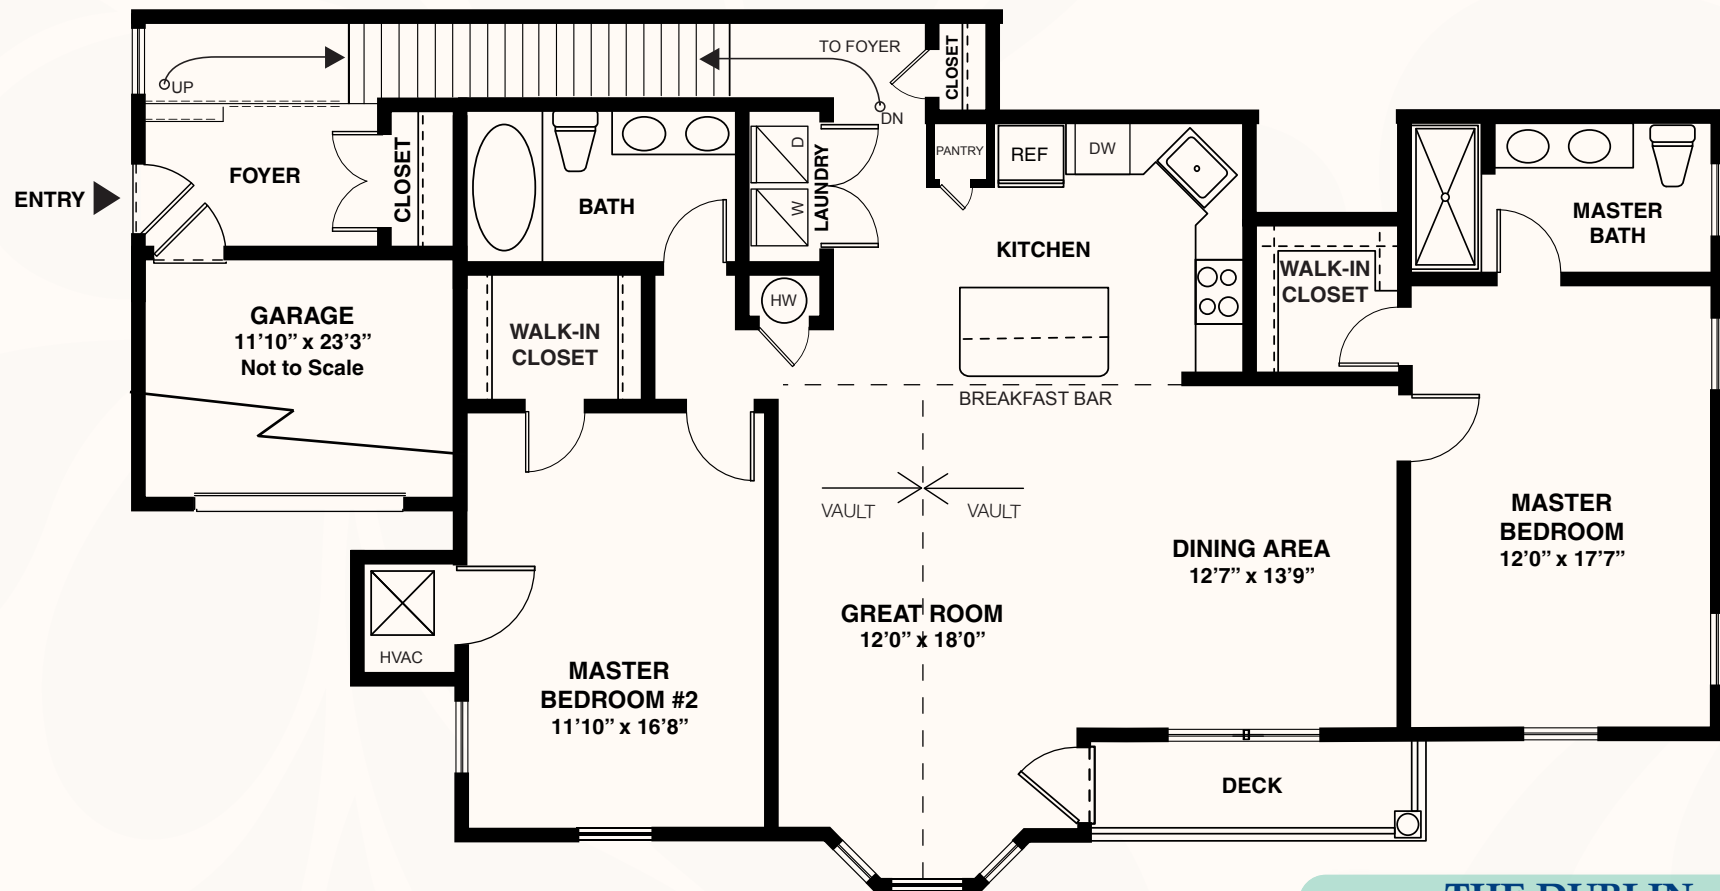 TO FOYER
CLOSET
UP
DN
ENTRY
FOYER
CLOSET
BATH
D
W
LAUNDRY
PANTRY
REF
DW
KITCHEN
MASTER
BATH
WALK-IN
CLOSET
HW
GARAGE
11’10” x 23’3”
Not to Scale
WALK-IN
CLOSET
BREAKFAST BAR
VAULT
VAULT
MASTER
BEDROOM
12’0” x 17’7”
DINING AREA
12’7” x 13’9”
GREAT ROOM
12’0” x 18’0”
HVAC
MASTER
BEDROOM #2
11’10” x 16’8”
DECK
THE DUBLIN